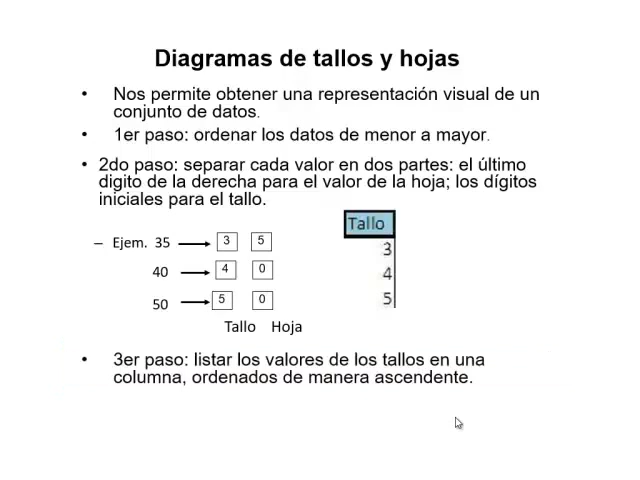 Diagramas de tallos y hojas
• Nos permite obtener una representación visual de un
conjunto de datos.
• 1er paso: ordenar los datos de menor a mayor.
• 2do paso: separar cada valor en dos partes: el último
digito de la derecha para el valor de la hoja; los dígitos
iniciales para el tallo.
– Ejem. 35 → 3 5
40 → 4 0
50 → 5 0
Tallo Hoja
Tallo
3
4
5
• 3er paso: listar los valores de los tallos en una
columna, ordenados de manera ascendente.